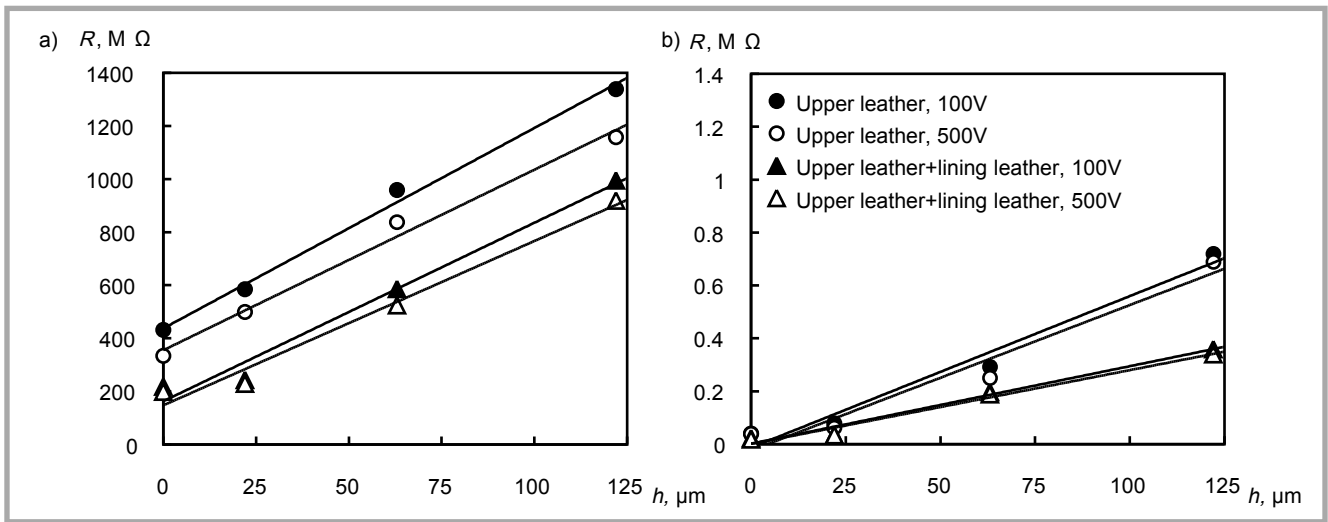 a) R, M Ω
1400
1200
1000
800
600
400
200
0
0 25 50 75 100 125 h, µm
b) R, M Ω
1.4
1.2
1
0.8
0.6
0.4
0.2
0
0 25 50 75 100 125 h, µm
Upper leather, 100V
Upper leather, 500V
Upper leather+lining leather, 100V
Upper leather+lining leather, 500V